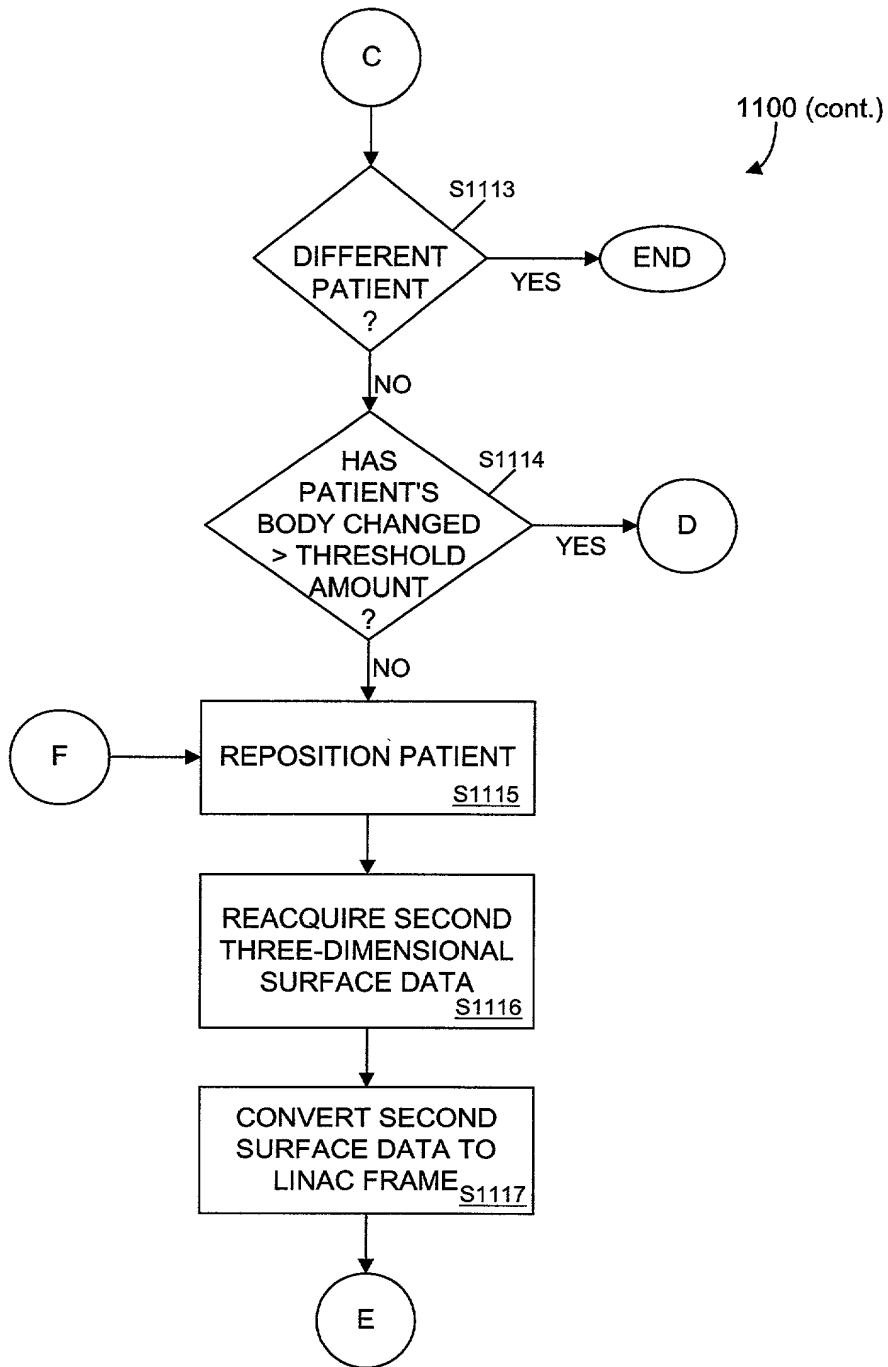 C
1100 (cont.)
S1113
DIFFERENT
PATIENT
?
YES
END
NO
S1114
HAS
PATIENT'S
BODY CHANGED
> THRESHOLD
AMOUNT
?
YES
D
NO
F
REPOSITION PATIENT
S1115
REACQUIRE SECOND
THREE-DIMENSIONAL
SURFACE DATA
S1116
CONVERT SECOND
SURFACE DATA TO
LINAC FRAME
S1117
E